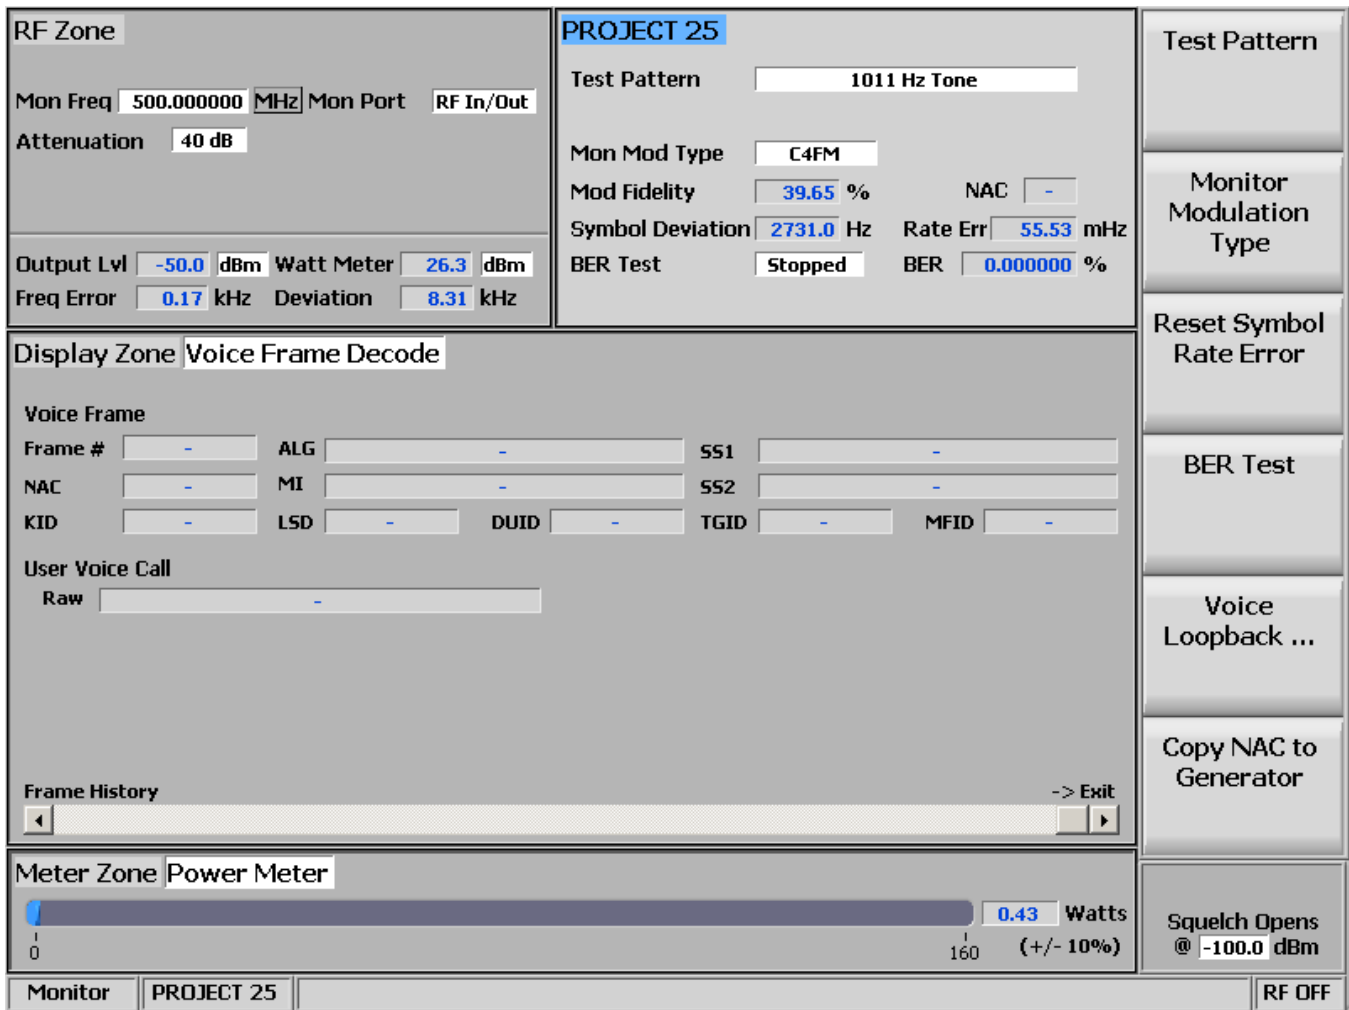 RF Zone
Mon Freq 500.000000 MHz Mon Port RF In/Out
Attenuation 40 dB
Output Lvl -50.0 dBm Watt Meter 26.3 dBm
Freq Error 0.17 kHz Deviation 8.31 kHz
PROJECT 25
Test Pattern 1011 Hz Tone
Mon Mod Type C4FM
Mod Fidelity 39.65 % NAC -
Symbol Deviation 2731.0 Hz Rate Err 55.53 mHz
BER Test Stopped BER 0.000000 %
Display Zone Voice Frame Decode
Voice Frame
Frame # - ALG - SS1 -
NAC - MI - SS2 -
KID - LSD - DUID - TGID - MFID -
User Voice Call
Raw -
Frame History -> Exit
Meter Zone Power Meter
0.43 Watts
0 160 (+/- 10%)
Test Pattern
Monitor
Modulation
Type
Reset Symbol
Rate Error
BER Test
Voice
Loopback ...
Copy NAC to
Generator
Squelch Opens
@ -100.0 dBm
Monitor PROJECT 25 RF OFF